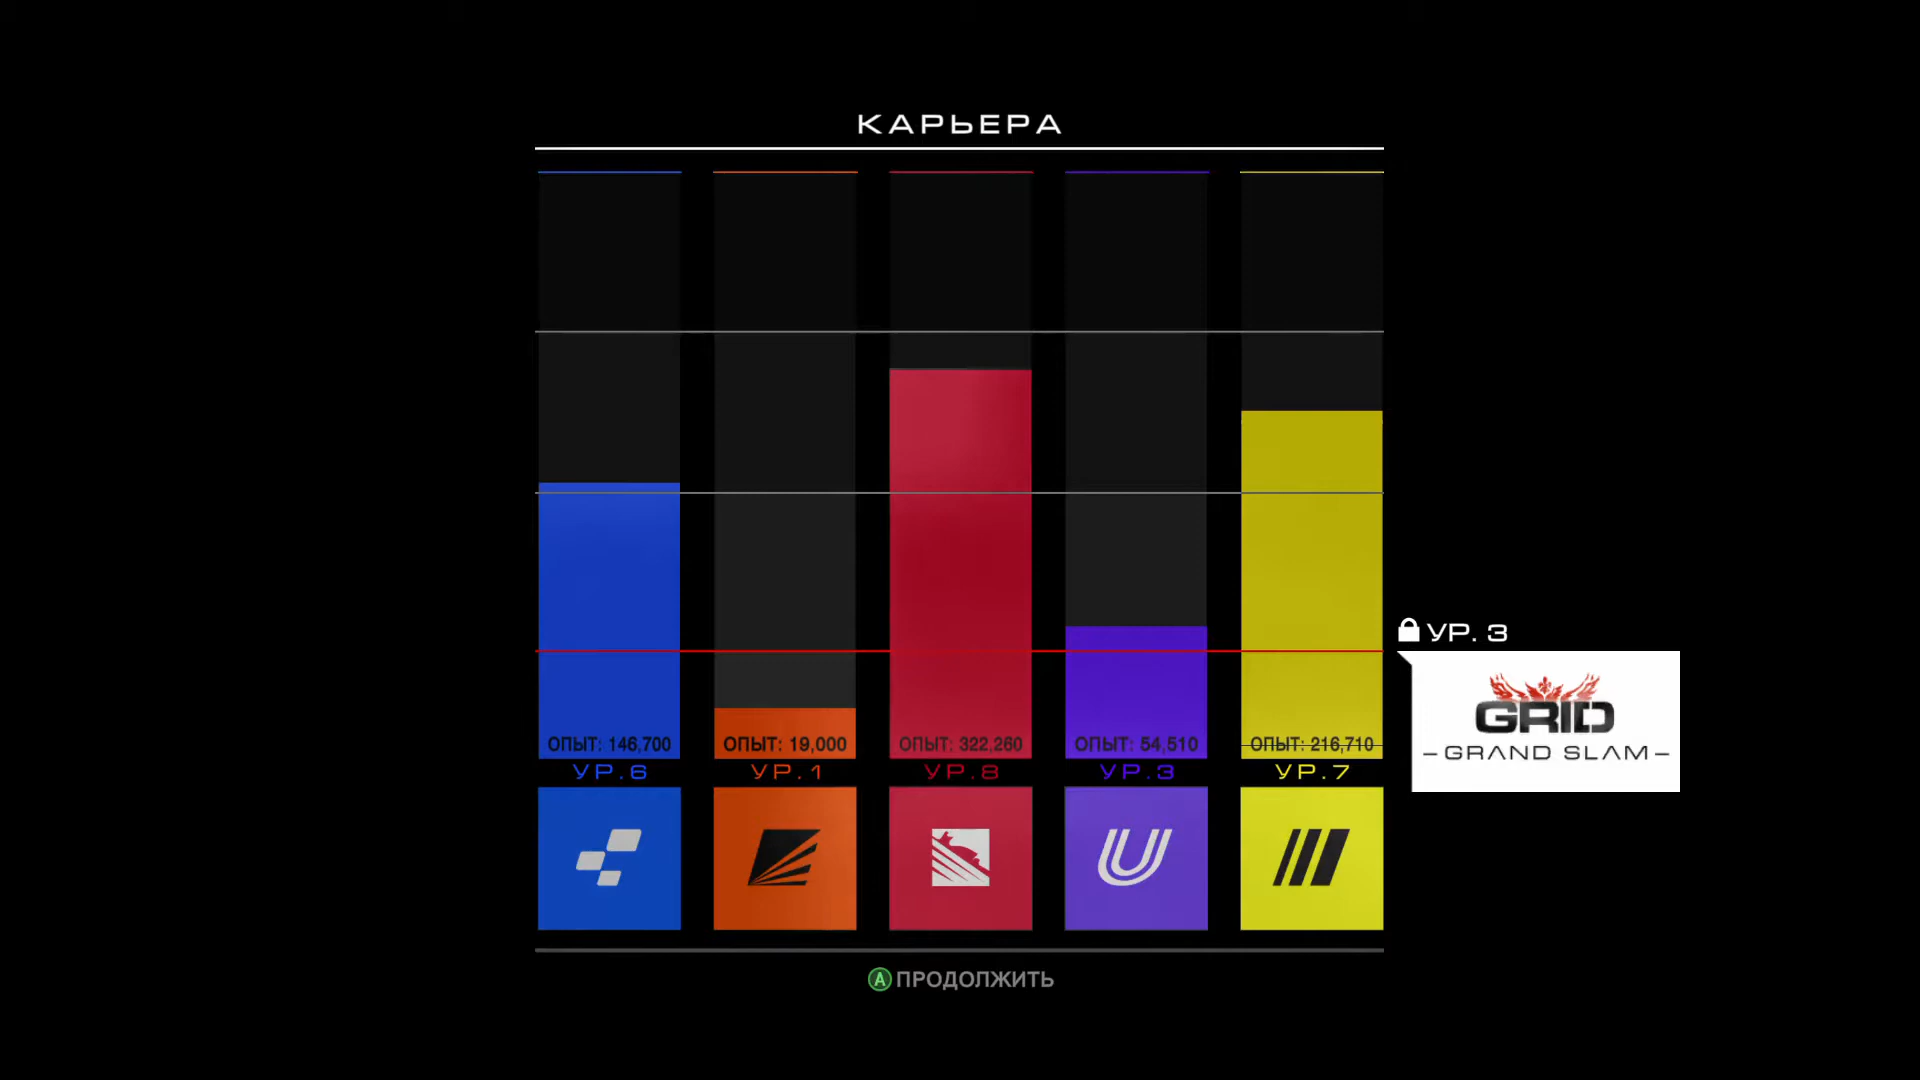 КАРЬЕРА
УР. 3
GRID
GRAND SLAM
ОПЫТ: 146,700
ОПЫТ: 19,000
ОПЫТ: 322,260
ОПЫТ: 54,510
ОПЫТ: 216,710
УР.6
УР.1
УР.8
УР.3
УР.7
A ПРОДОЛЖИТЬ